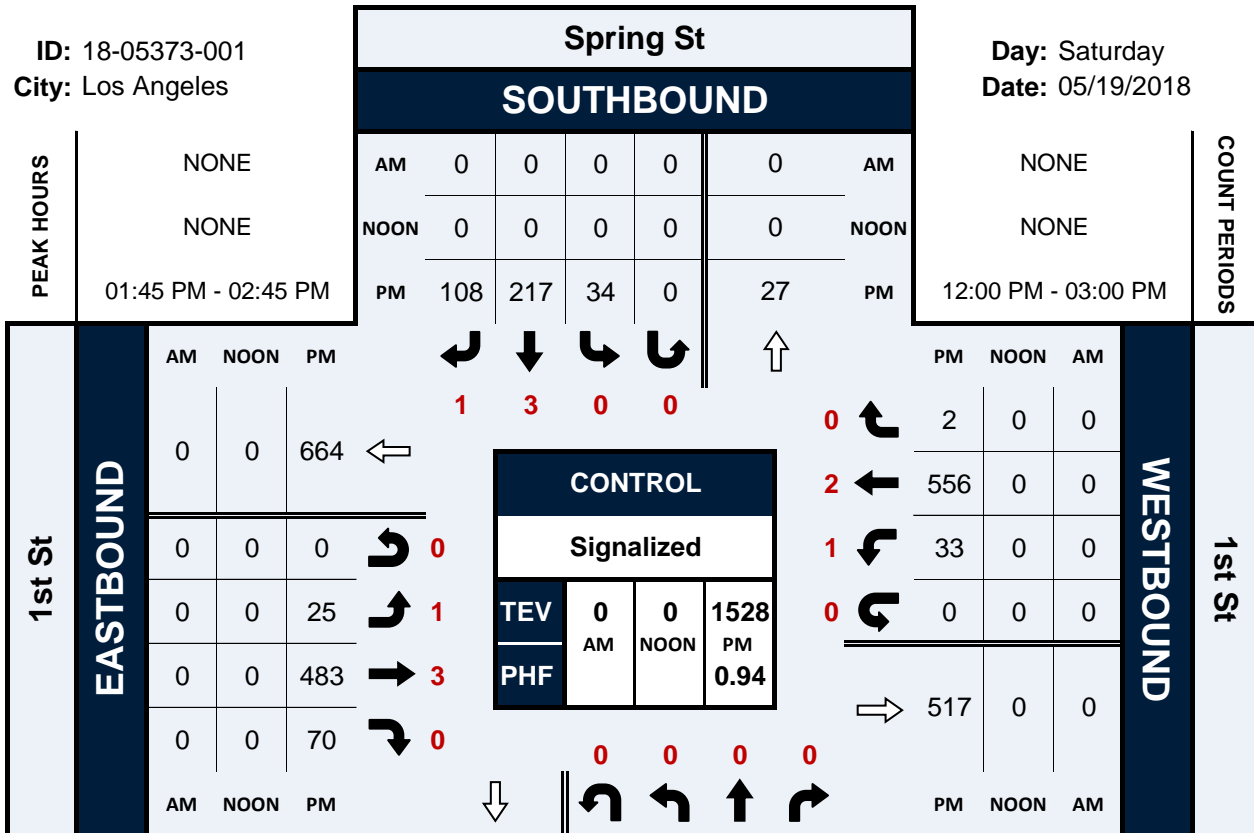 ID: 18-05373-001
City: Los Angeles
Spring St
SOUTHBOUND
Day: Saturday
Date: 05/19/2018
PEAK HOURS
NONE
NONE
01:45 PM - 02:45 PM
AM 0 0 0 0 0 AM
NOON 0 0 0 0 0 NOON
PM 108 217 34 0 27 PM
NONE
NONE
12:00 PM - 03:00 PM
COUNT PERIODS
1st St
EASTBOUND
AM NOON PM
0 0 664
0 0 0 0
0 0 25 1
0 0 483 3
0 0 70 0
AM NOON PM
1 3 0 0
CONTROL
Signalized
TEV 0 0 1528
AM NOON PM
PHF 0.94
0 0 0 0
PM NOON AM
0 2 0 0
2 556 0 0
1 33 0 0
0 0 0 0
517 0 0
PM NOON AM
WESTBOUND
1st St